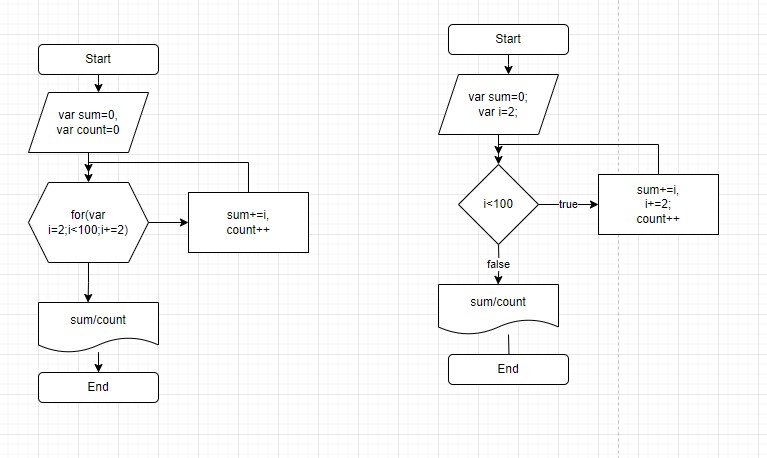 Start
var sum=0,
var count=0
for(var
i=2;i<100;i+=2)
sum+=i,
count++
sum/count
End
Start
var sum=0;
var i=2;
i<100
true
sum+=i,
i+=2;
count++
false
sum/count
End